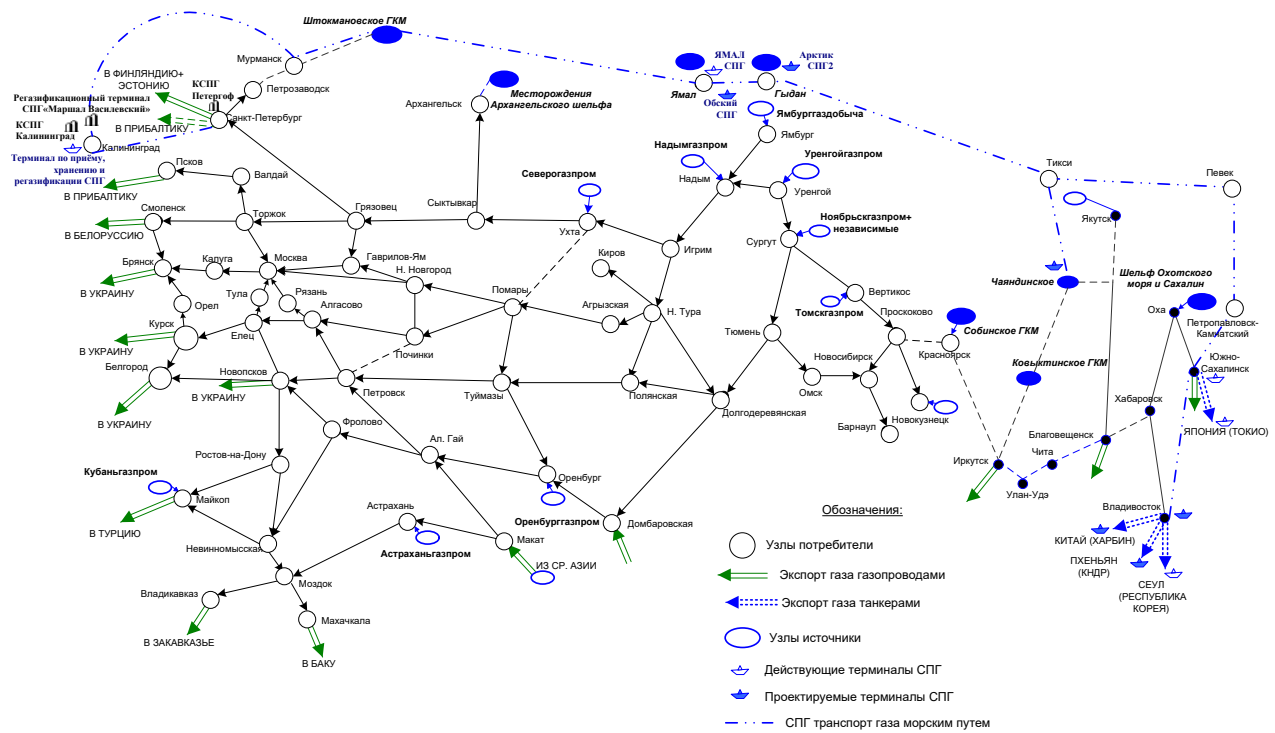 Штокмановское ГКМ
Мурманск
ЯМАЛ
СПГ
Арктик
СПГ2
В ФИНЛЯНДИЮ+
ЭСТОНИЮ
КСПГ
Петергоф
Петрозаводск
Регазификационный терминал
СПГ«Маршал Василевский»
КСПГ
Калининград
В ПРИБАЛТИКУ
Санкт-Петербург
Архангельск
Месторождения
Архангельского шельфа
Ямал
Обский
СПГ
Гыдан
Ямбурггаздобыча
Ямбург
Калининград
Терминал по приёму,
хранению и
регазификации СПГ
Псков
Валдай
В ПРИБАЛТИКУ
Надымгазпром
Уренгойгазпром
Надым
Уренгой
Тикси
Певек
Северогазпром
Смоленск
В БЕЛОРУССИЮ
Торжок
Грязовец
Сыктывкар
Ухта
Ноябрьскгазпром+
независимые
Якутск
Игрим
Сургут
Киров
Брянск
Калуга
Москва
Гаврилов-Ям
Н. Новгород
В УКРАИНУ
Чаяндинское
Шельф Охотского
моря и Сахалин
Орел
Тула
Рязань
Алгасово
Помары
Агрызская
Н. Тура
Вертикос
Томскгазпром
Проскоково
Собинское ГКМ
Оха
Петропавловск-
Камчатский
Курск
В УКРАИНУ
Елец
Починки
Тюмень
Новосибирск
Красноярск
Ковыктинское ГКМ
Южно-
Сахалинск
Белгород
Новопсков
В УКРАИНУ
Петровск
Туймазы
Полянская
Долгодеревянская
Омск
Новокузнецк
Барнаул
В УКРАИНУ
Фролово
Ал. Гай
Хабаровск
ЯПОНИЯ (ТОКИО)
Благовещенск
Чита
Иркутск
Улан-Удэ
Ростов-на-Дону
Кубаньгазпром
Майкоп
В ТУРЦИЮ
Оренбург
Оренбурггазпром
Домбаровская
Астрахань
Астраханьгазпром
Макат
ИЗ СР. АЗИИ
Невинномысская
Моздок
Владикавказ
Махачкала
В ЗАКАВКАЗЬЕ
В БАКУ
Владивосток
КИТАЙ (ХАРБИН)
ПХЕНЬЯН
(КНДР)
СЕУЛ
(РЕСПУБЛИКА
КОРЕЯ)
Обозначения:
Узлы потребители
Экспорт газа газопроводами
Экспорт газа танкерами
Узлы источники
Действующие терминалы СПГ
Проектируемые терминалы СПГ
СПГ транспорт газа морским путем